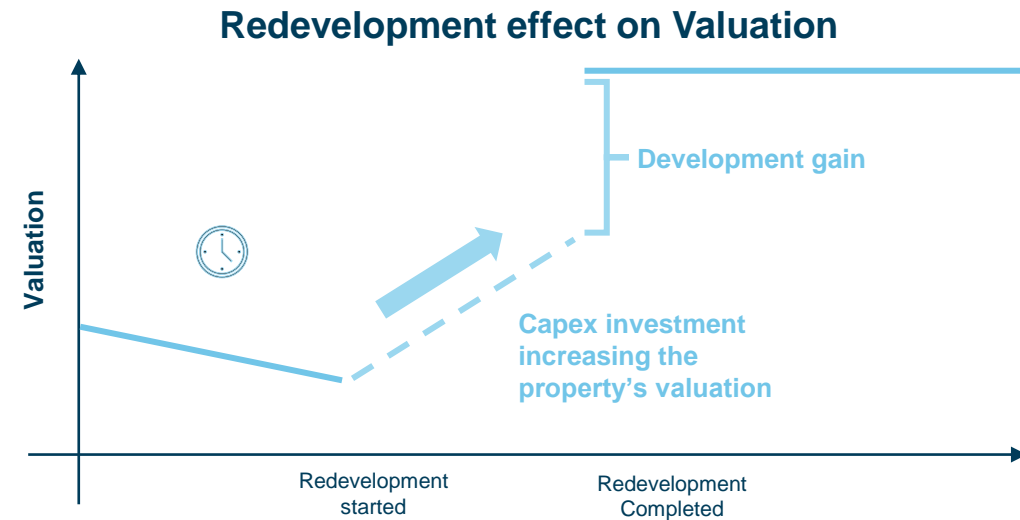 Redevelopment effect on Valuation
Valuation
Development gain
Capex investment
increasing the
property's valuation
Redevelopment
started
Redevelopment
Completed